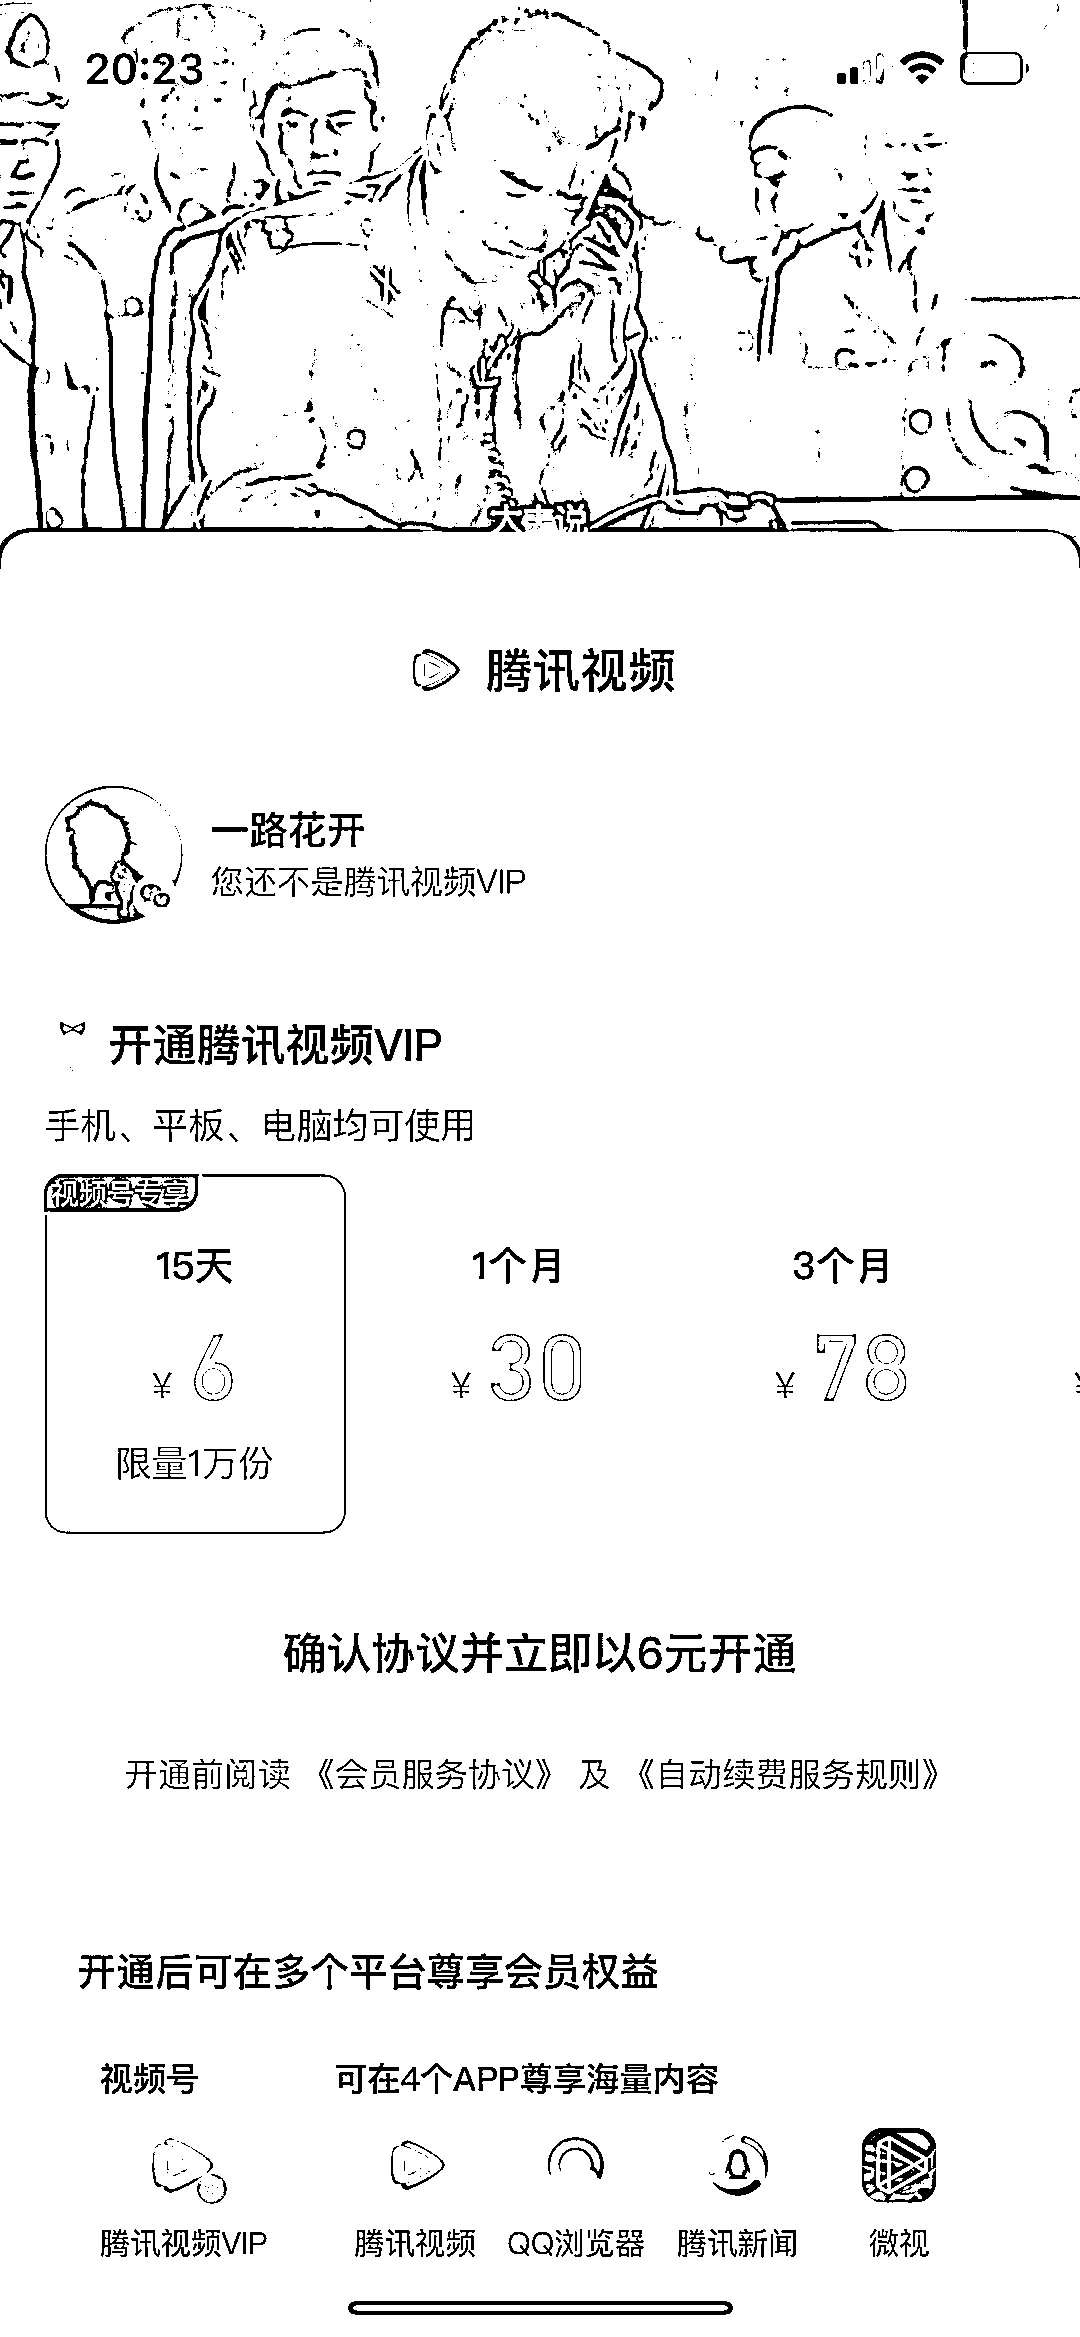 20:23
腾讯视频
一路花开
您还不是腾讯视频VIP
开通腾讯视频VIP
手机、平板、电脑均可使用
视频号专享
15天
1个月
3个月
¥ 6
¥ 30
¥ 78
¥
限量1万份
确认协议并立即以6元开通
开通前阅读 《会员服务协议》 及 《自动续费服务规则》
开通后可在多个平台尊享会员权益
视频号
可在4个APP尊享海量内容
腾讯视频VIP
腾讯视频
QQ浏览器
腾讯新闻
微视